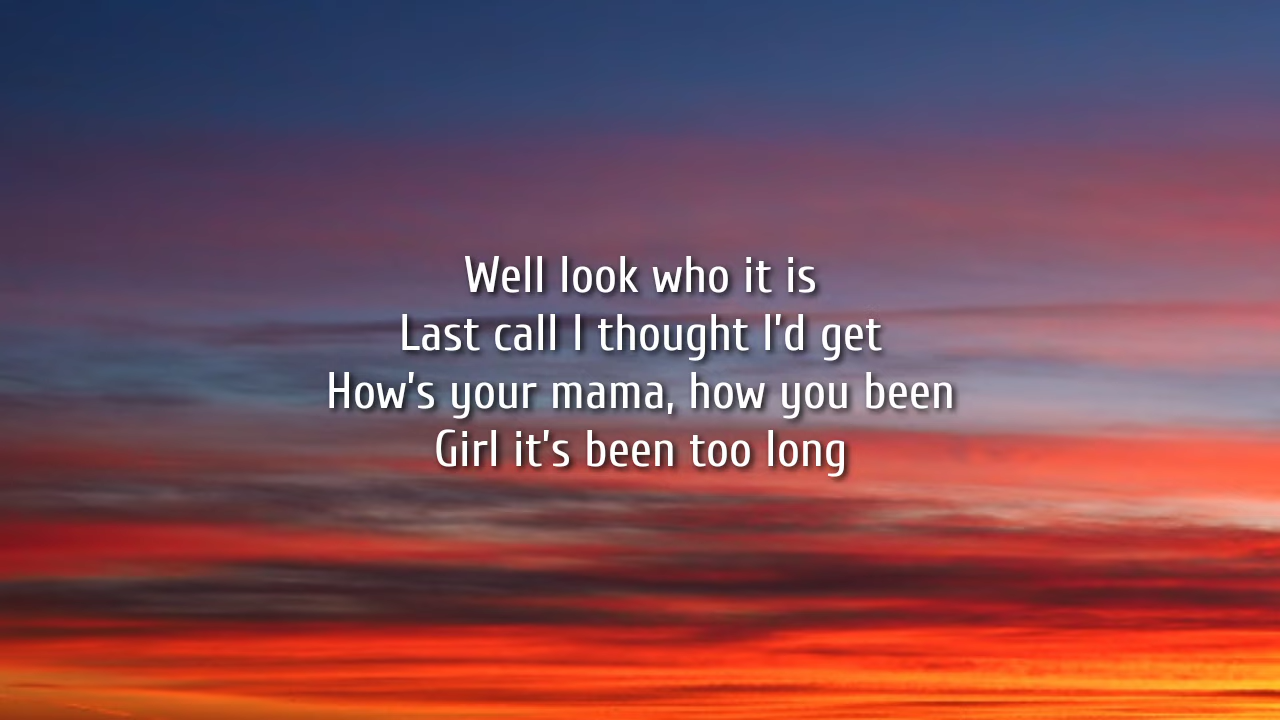 Well look who it is
Last call I thought I'd get
How's your mama, how you been
Girl it's been too long